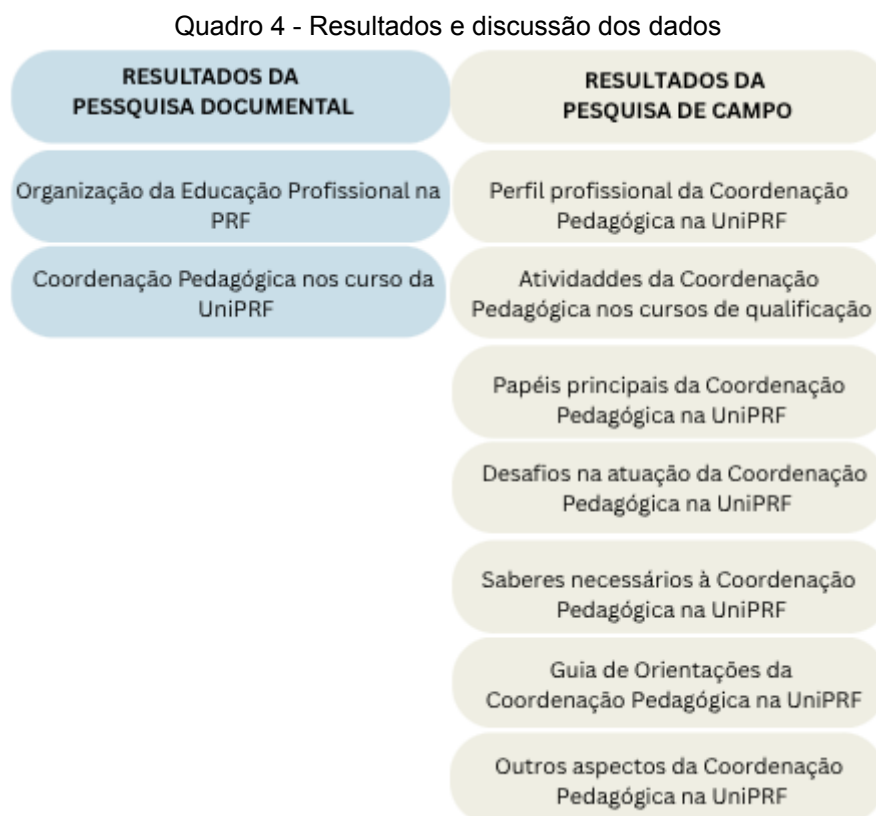 Quadro 4 - Resultados e discussão dos dados
RESULTADOS DA
PESSQUISA DOCUMENTAL
Organização da Educação Profissional na
PRF
Coordenação Pedagógica nos curso da
UniPRF
RESULTADOS DA
PESQUISA DE CAMPO
Perfil profissional da Coordenação
Pedagógica na UniPRF
Atividaddes da Coordenação
Pedagógica nos cursos de qualificação
Papéis principais da Coordenação
Pedagógica na UniPRF
Desafios na atuação da Coordenação
Pedagógica na UniPRF
Saberes necessários à Coordenação
Pedagógica na UniPRF
Guia de Orientações da
Coordenação Pedagógica na UniPRF
Outros aspectos da Coordenação
Pedagógica na UniPRF